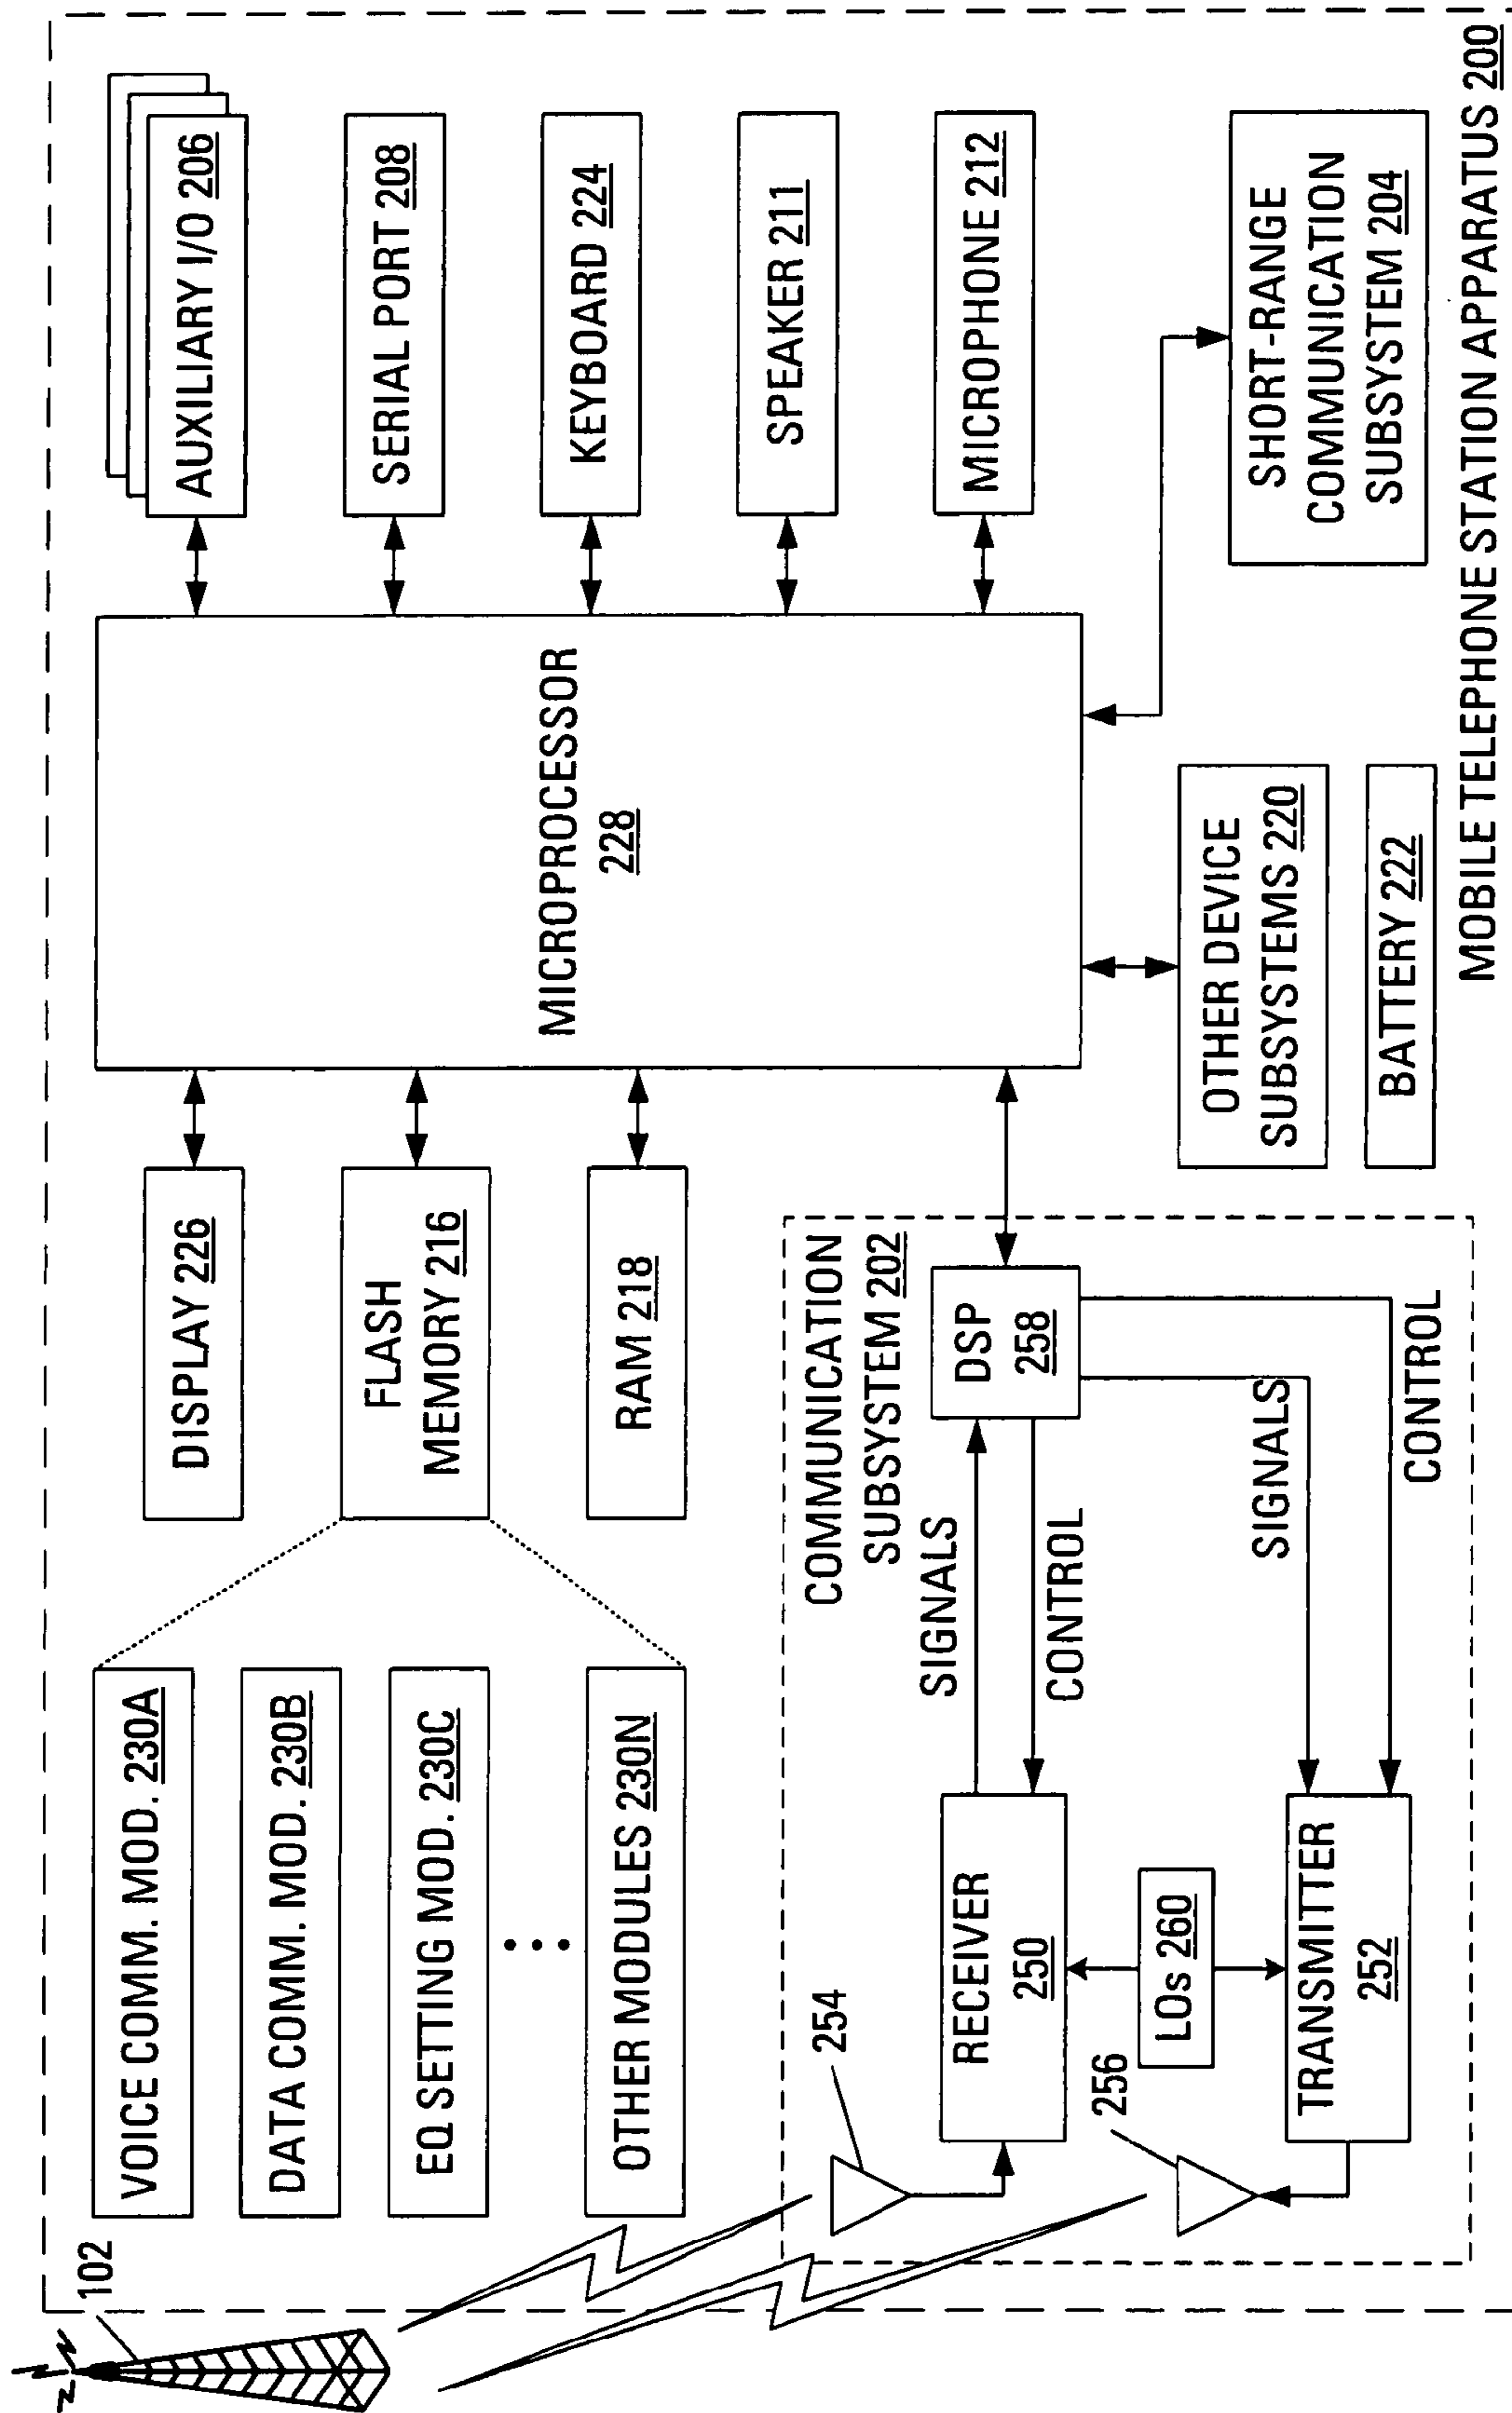 102
VOICE COMM. MOD. 230A
DATA COMM. MOD. 230B
EQ SETTING MOD. 230C
OTHER MODULES 230N
DISPLAY 226
FLASH
MEMORY 216
RAM 218
MICROPROCESSOR
228
AUXILIARY I/O 206
SERIAL PORT 208
KEYBOARD 224
SPEAKER 211
MICROPHONE 212
COMMUNICATION
SUBSYSTEM 202
254
RECEIVER
250
SIGNALS
CONTROL
DSP
258
256
LOs 260
TRANSMITTER
252
SIGNALS
CONTROL
OTHER DEVICE
SUBSYSTEMS 220
BATTERY 222
SHORT-RANGE
COMMUNICATION
SUBSYSTEM 204
MOBILE TELEPHONE STATION APPARATUS 200